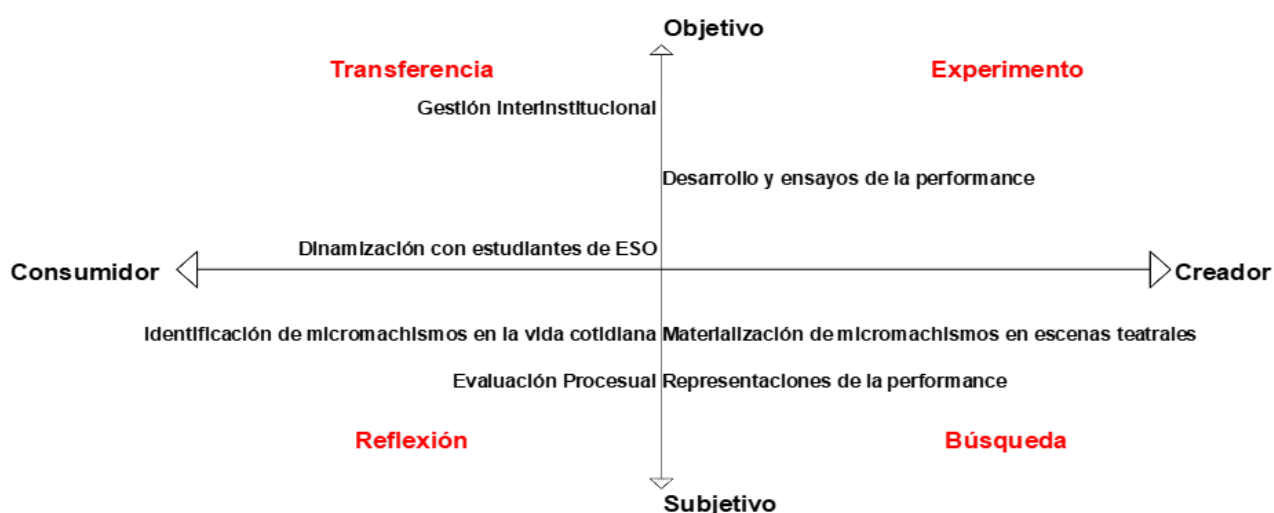 Objetivo
Transferencia Experimento
Gestión Interinstitucional
Desarrollo y ensayos de la performance
Dinamización con estudiantes de ESO
Consumidor Creador
Identificación de micromachismos en la vida cotidiana Materialización de micromachismos en escenas teatrales
Evaluación Procesual Representaciones de la performance
Reflexión Búsqueda
Subjetivo